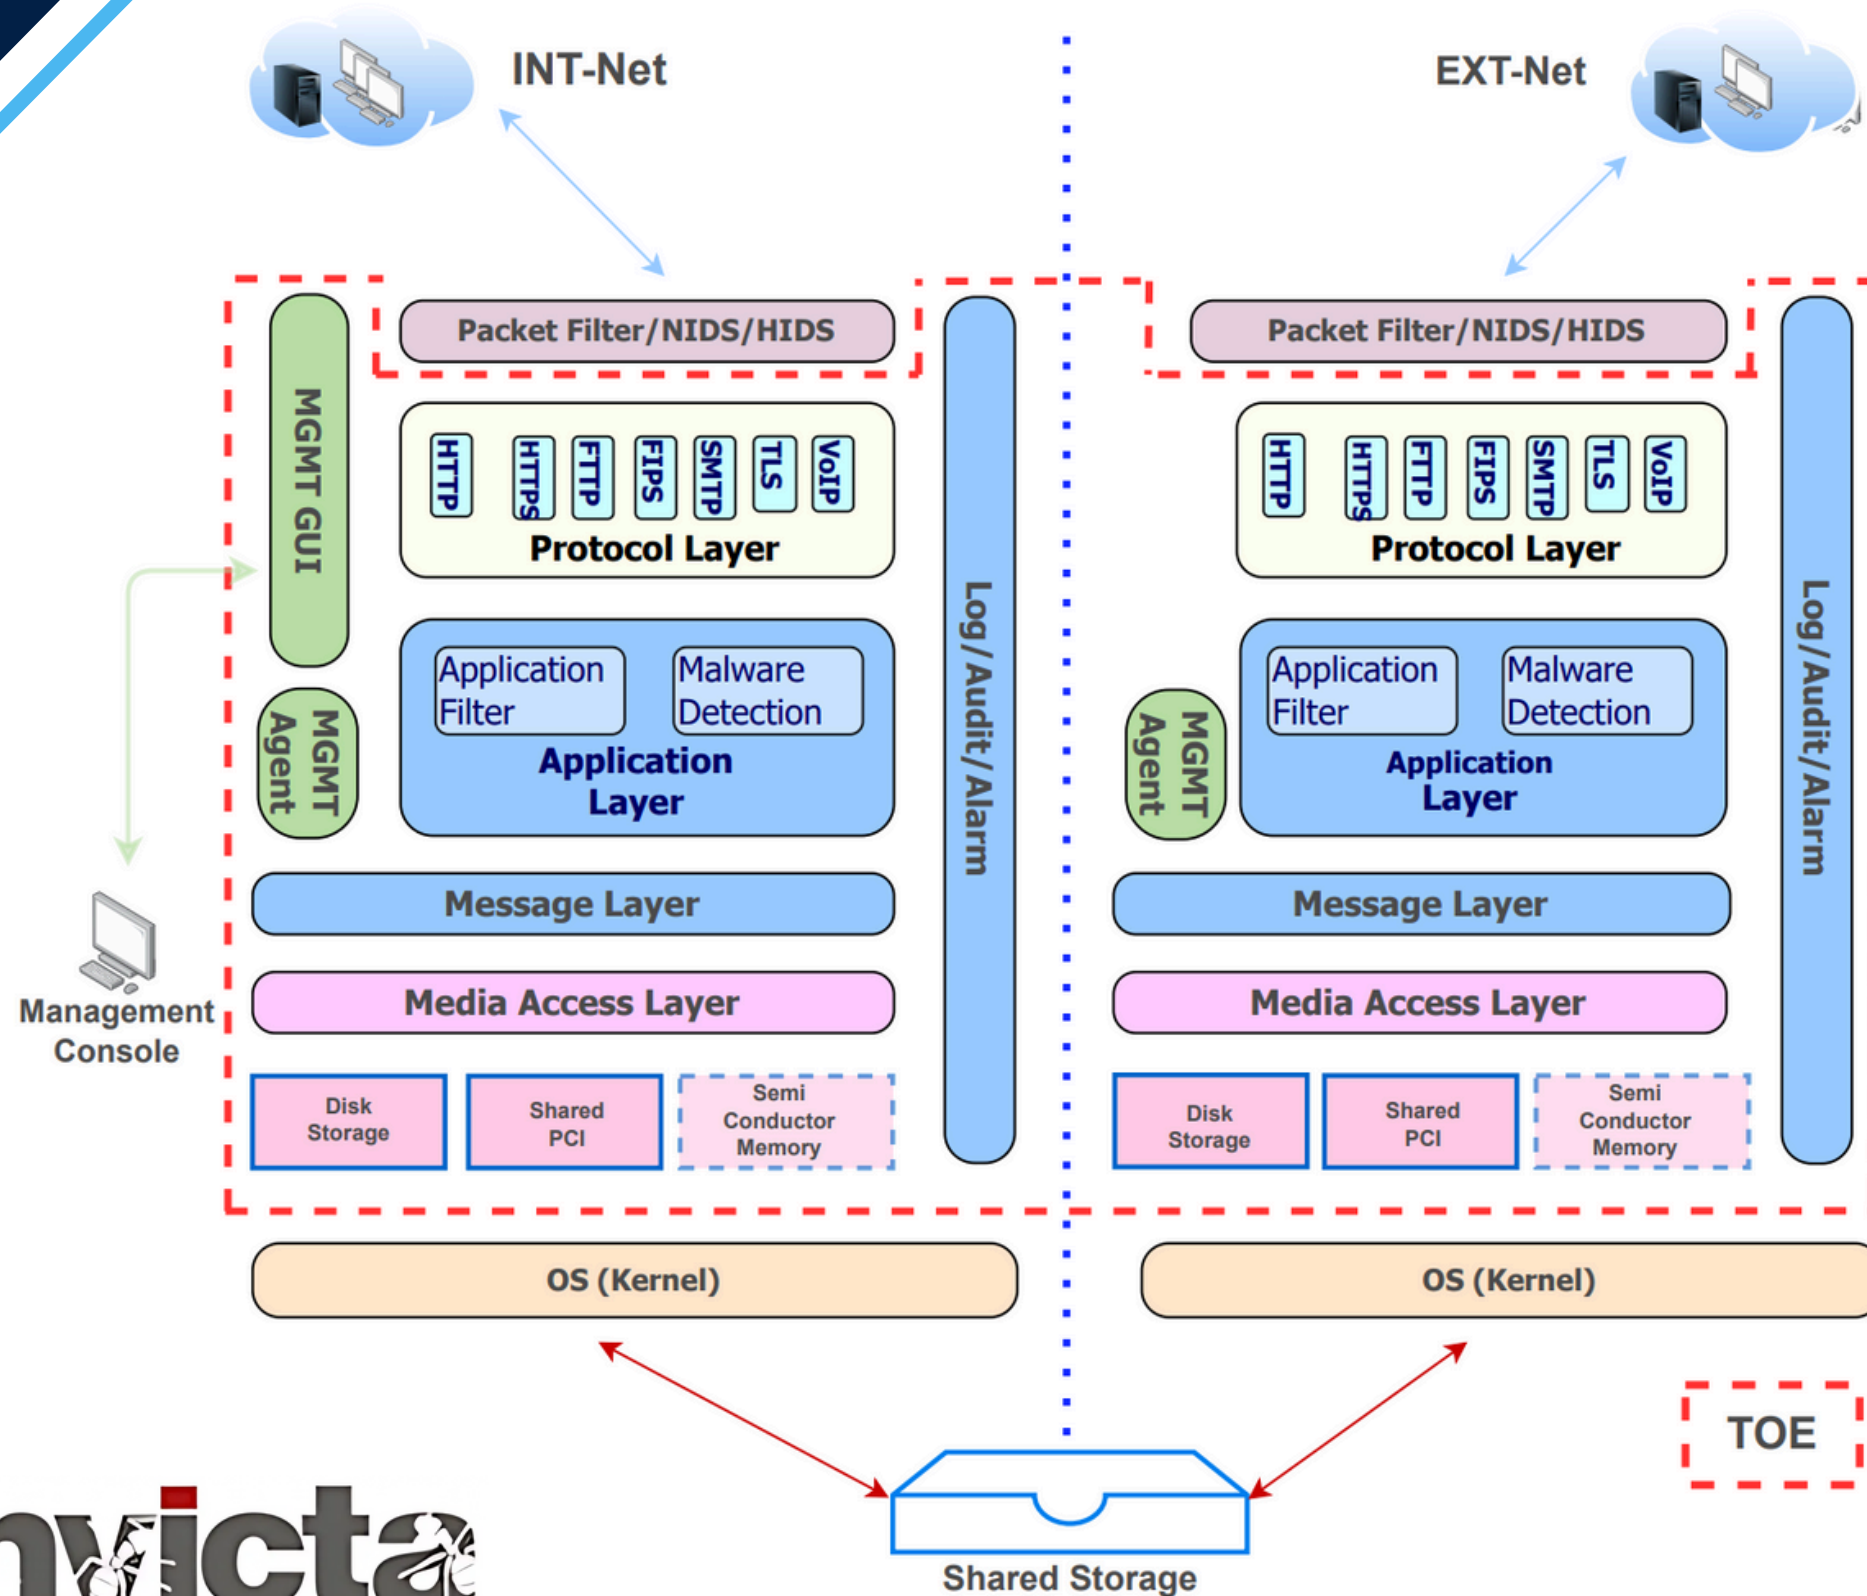 INT-Net
EXT-Net
Packet Filter/NIDS/HIDS
Packet Filter/NIDS/HIDS
MGMT GUI
HTTP
HTTPS
FTTP
FIPS
SMTP
TLS
VoIP
Protocol Layer
HTTP
HTTPS
FTTP
FIPS
SMTP
TLS
VoIP
Protocol Layer
Log/Audit/Alarm
Log/Audit/Alarm
MGMT
Agent
Application
Filter
Malware
Detection
Application
Layer
MGMT
Agent
Application
Filter
Malware
Detection
Application
Layer
Message Layer
Message Layer
Management
Console
Media Access Layer
Media Access Layer
Disk
Storage
Shared
PCI
Semi
Conductor
Memory
Disk
Storage
Shared
PCI
Semi
Conductor
Memory
OS (Kernel)
OS (Kernel)
TOE
nvicta
Shared Storage